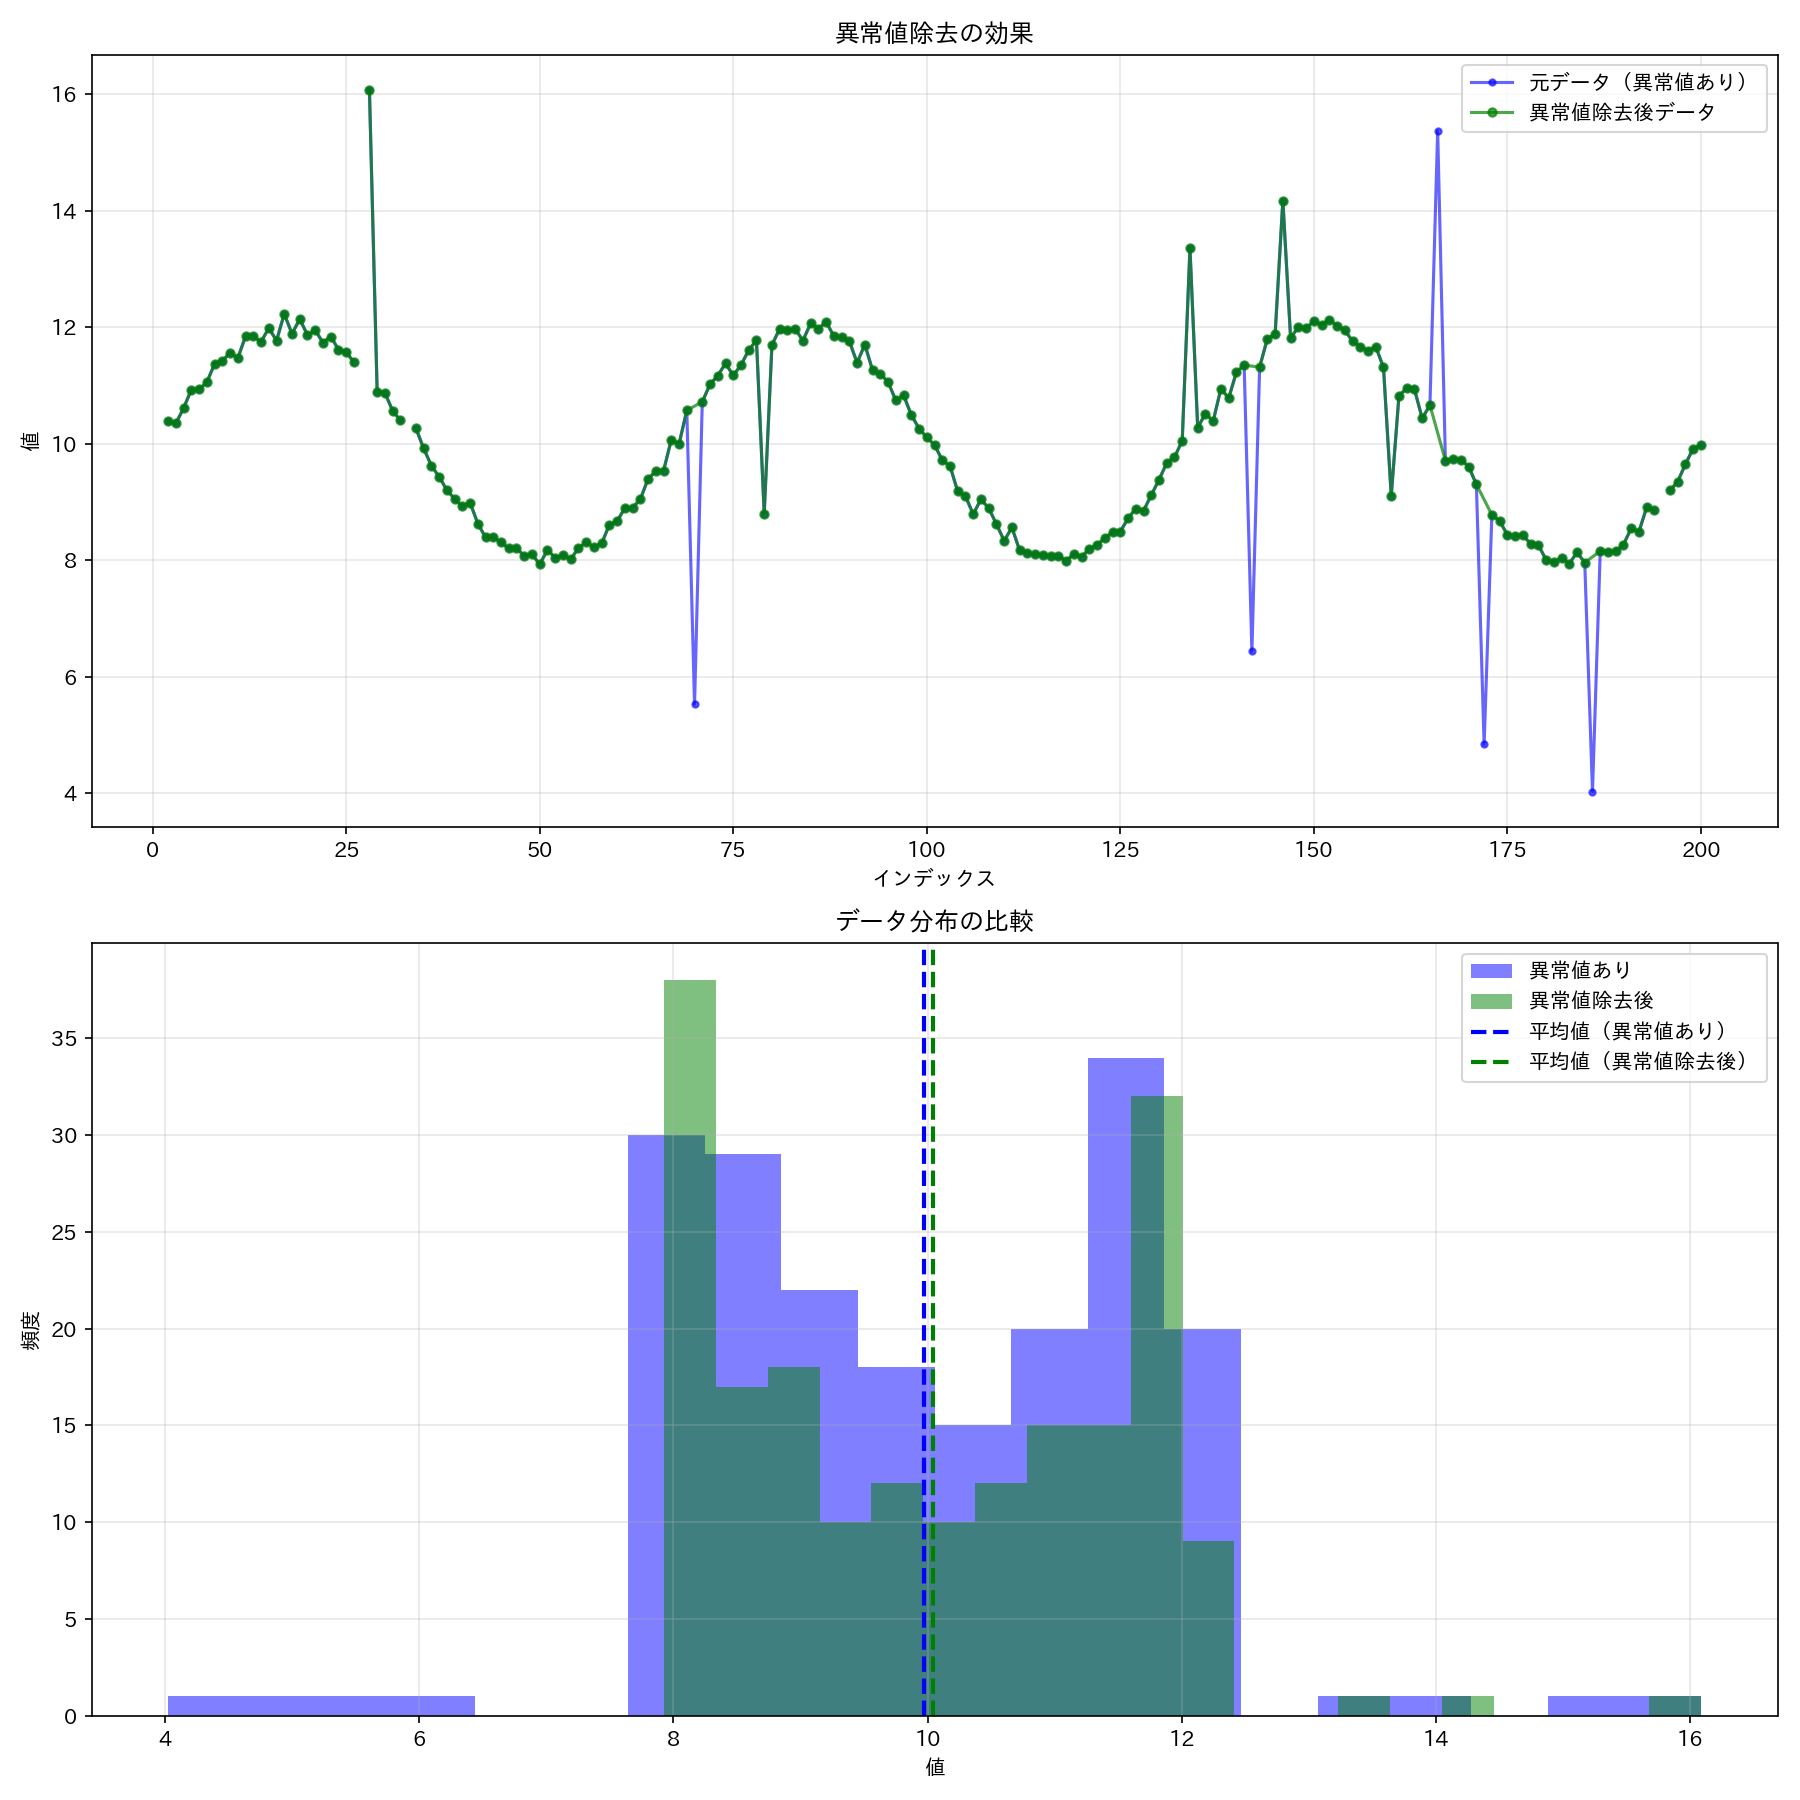 異常値除去の効果
元データ（異常値あり）
異常値除去後データ
16
14
12
10
8
6
4
値
0 25 50 75 100 125 150 175 200
インデックス
データ分布の比較
異常値あり
異常値除去後
平均値（異常値あり）
平均値（異常値除去後）
35
30
25
20
15
10
5
0
頻度
4 6 8 10 12 14 16
値